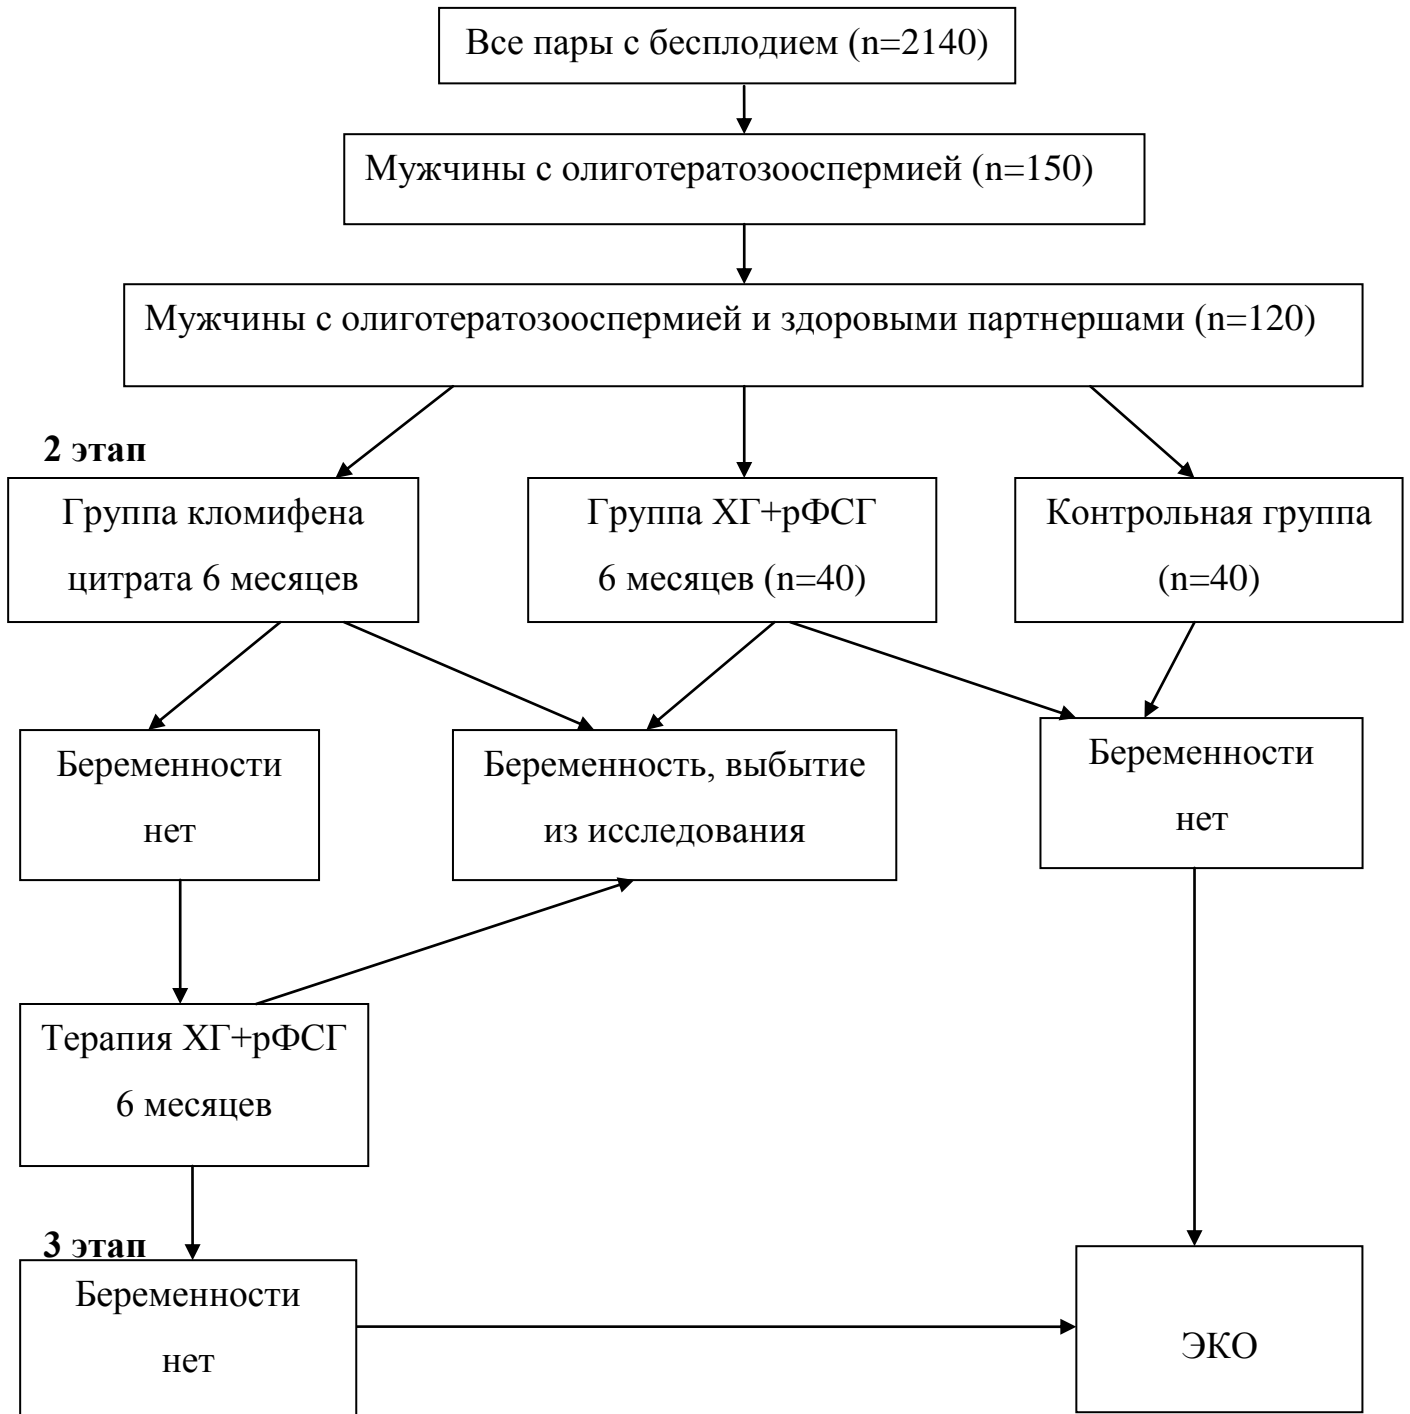 Все пары с бесплодием (n=2140)
Мужчины с олиготератозооспермией (n=150)
Мужчины с олиготератозооспермией и здоровыми партнершами (n=120)
2 этап
Группа кломифена
цитрата 6 месяцев
Группа ХГ+рФСГ
6 месяцев (n=40)
Контрольная группа
(n=40)
Беременности
нет
Беременность, выбытие
из исследования
Беременности
нет
Терапия ХГ+рФСГ
6 месяцев
3 этап
Беременности
нет
ЭКО